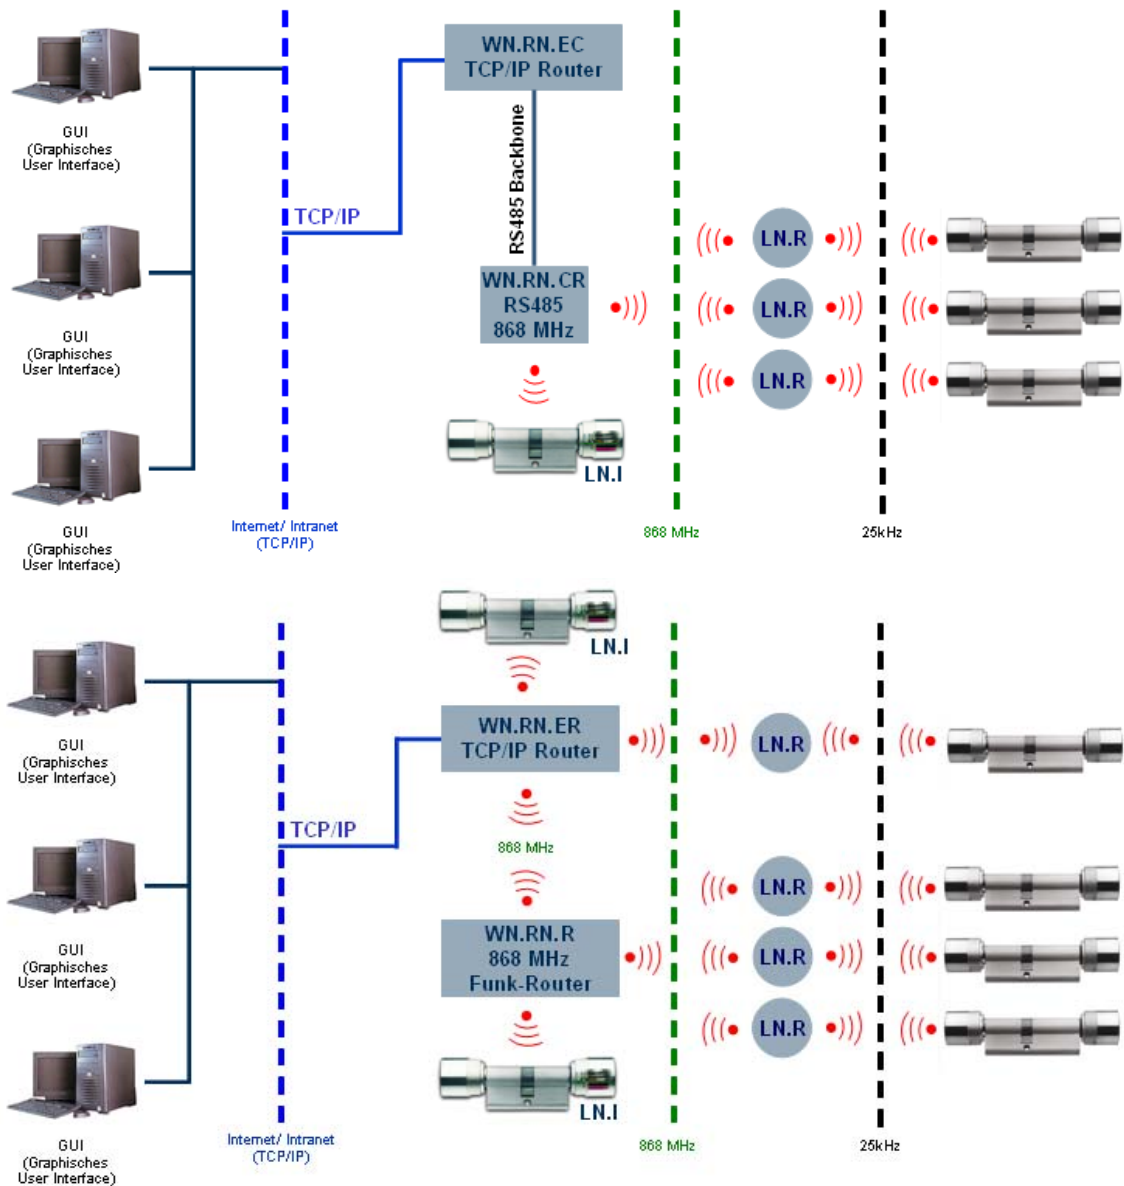 WN.RN.EC
TCP/IP Router
GUI
(Graphisches
User Interface)
RS485 Backbone
TCP/IP
LN.R
WN.RN.CR
RS485
868 MHz
LN.R
GUI
(Graphisches
User Interface)
LN.R
LN.I
Internet/ Intranet
(TCP/IP)
868 MHz
25kHz
GUI
(Graphisches
User Interface)
LN.I
WN.RN.ER
TCP/IP Router
LN.R
GUI
(Graphisches
User Interface)
TCP/IP
868 MHz
LN.R
WN.RN.R
868 MHz
Funk-Router
LN.R
GUI
(Graphisches
User Interface)
LN.R
LN.I
Internet/ Intranet
(TCP/IP)
868 MHz
25kHz
GUI
(Graphisches
User Interface)